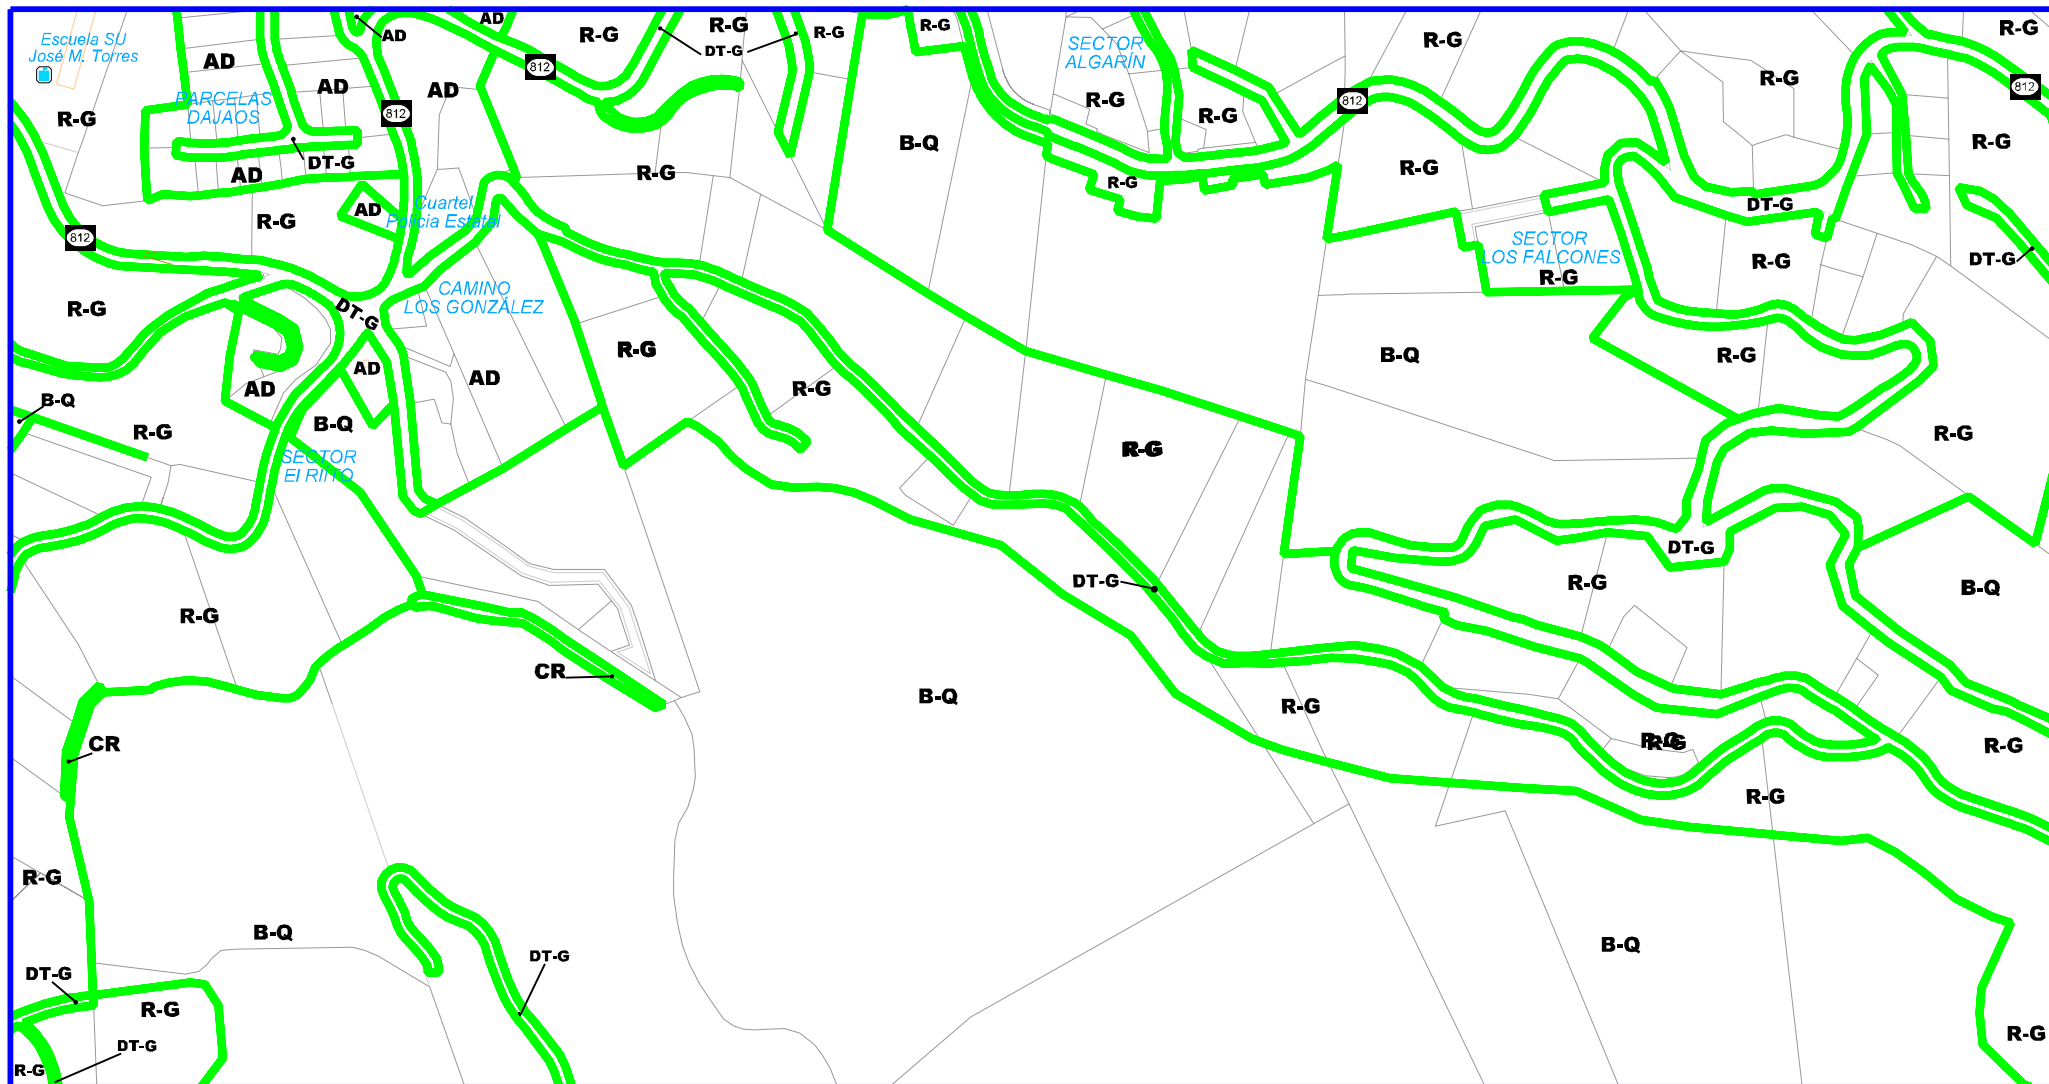 AD
R-G
R-G
R-G
R-G
R-G
Escuela SU
José M. Torres
AD
DT-G
SECTOR
ALGARÍN
R-G
AD
812
R-G
812
AD
AD
R-G
812
R-G
PARCELAS
DAJAOS
812
R-G
R-G
B-Q
R-G
DT-G
AD
R-G
R-G
R-G
AD
R-G
Cuartel
Policia Estatal
DT-G
812
SECTOR
LOS FALCONES
R-G
R-G
DT-G
CAMINO
LOS GONZÁLEZ
R-G
DT-G
R-G
B-Q
R-G
AD
AD
AD
R-G
B-Q
R-G
B-Q
R-G
R-G
SECTOR
El RIITO
DT-G
DT-G
R-G
B-Q
R-G
CR
B-Q
R-G
CR
R-G
R-G
R-G
R-G
R-G
B-Q
B-Q
DT-G
DT-G
R-G
R-G
DT-G
R-G